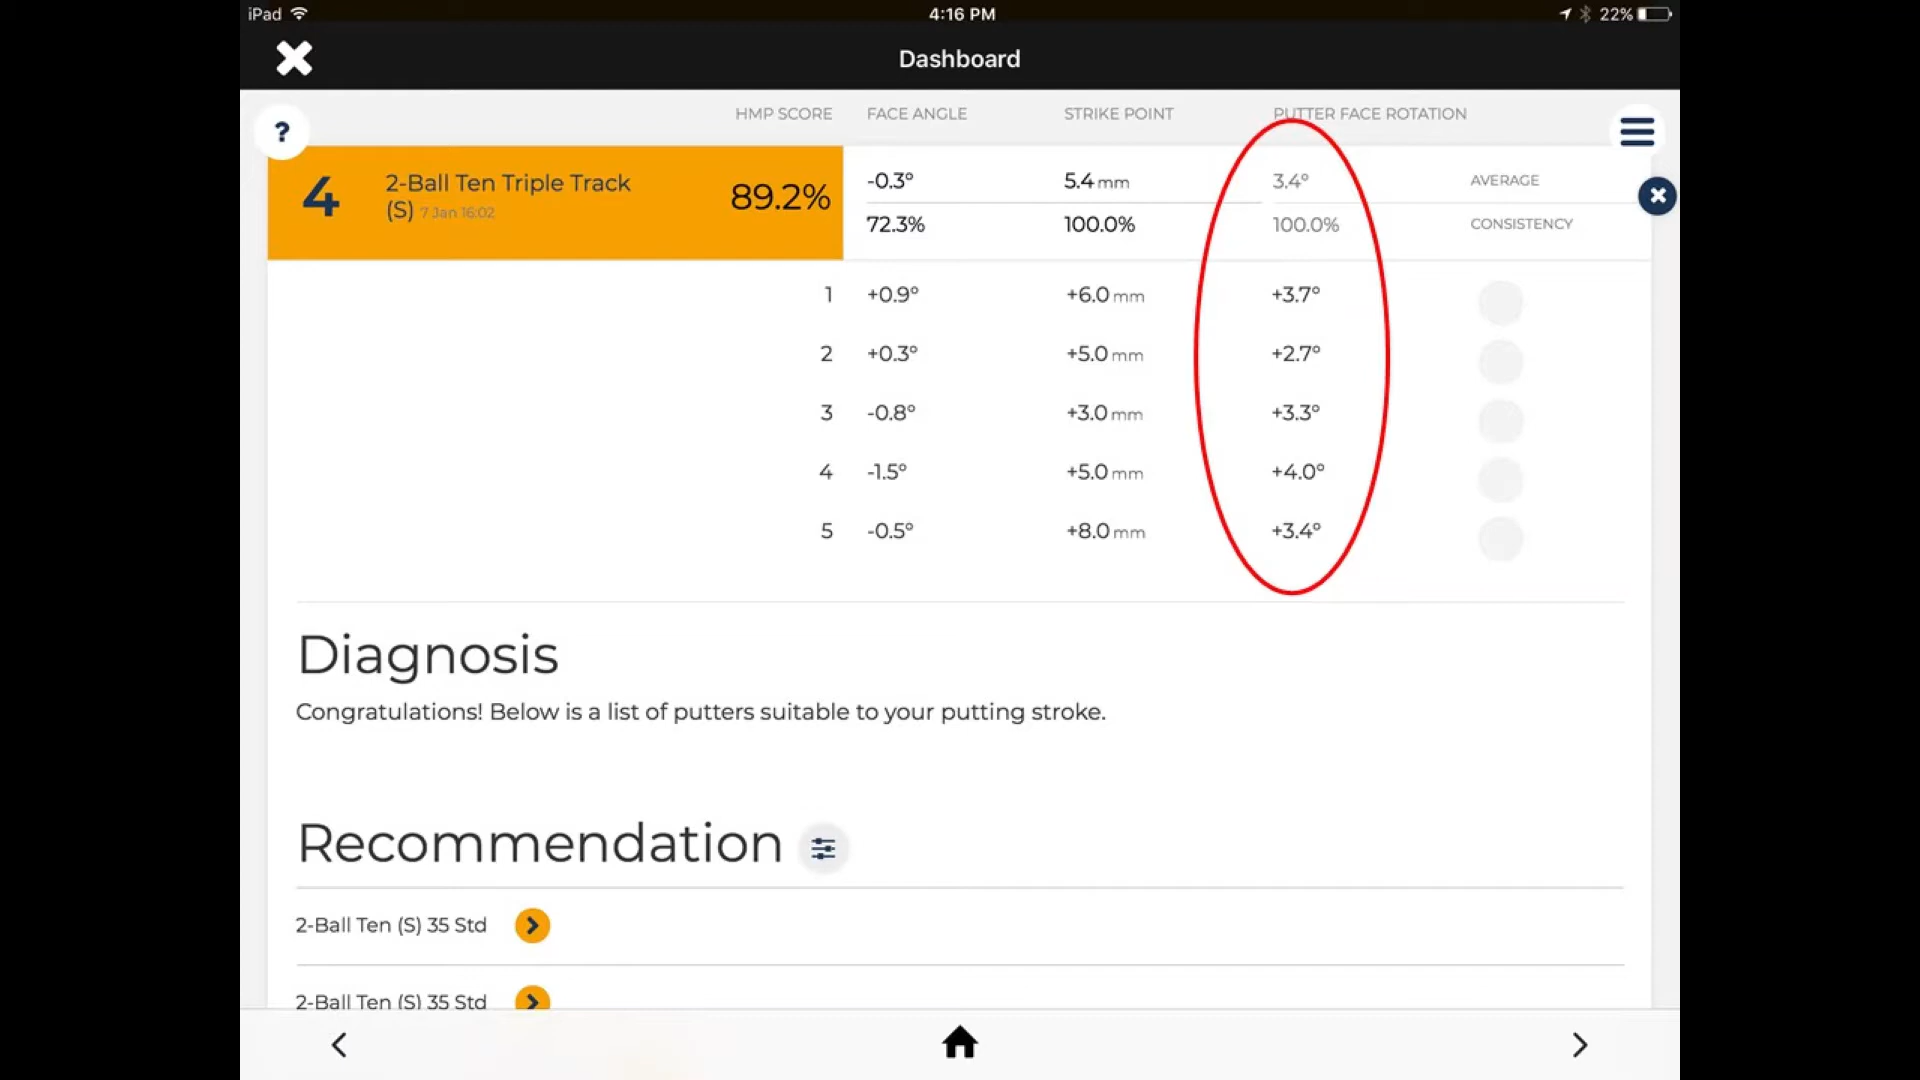 iPad 4:16 PM 22%
Dashboard
HMP SCORE FACE ANGLE STRIKE POINT PUTTER FACE ROTATION
?
4 2-Ball Ten Triple Track 89.2% -0.3° 5.4 mm 3.4° AVERAGE
(S) 7 Jan 16:02 72.3% 100.0% 100.0% CONSISTENCY
1 +0.9° +6.0 mm +3.7°
2 +0.3° +5.0 mm +2.7°
3 -0.8° +3.0 mm +3.3°
4 -1.5° +5.0 mm +4.0°
5 -0.5° +8.0 mm +3.4°
Diagnosis
Congratulations! Below is a list of putters suitable to your putting stroke.
Recommendation
2-Ball Ten (S) 35 Std
2-Ball Ten (S) 35 Std